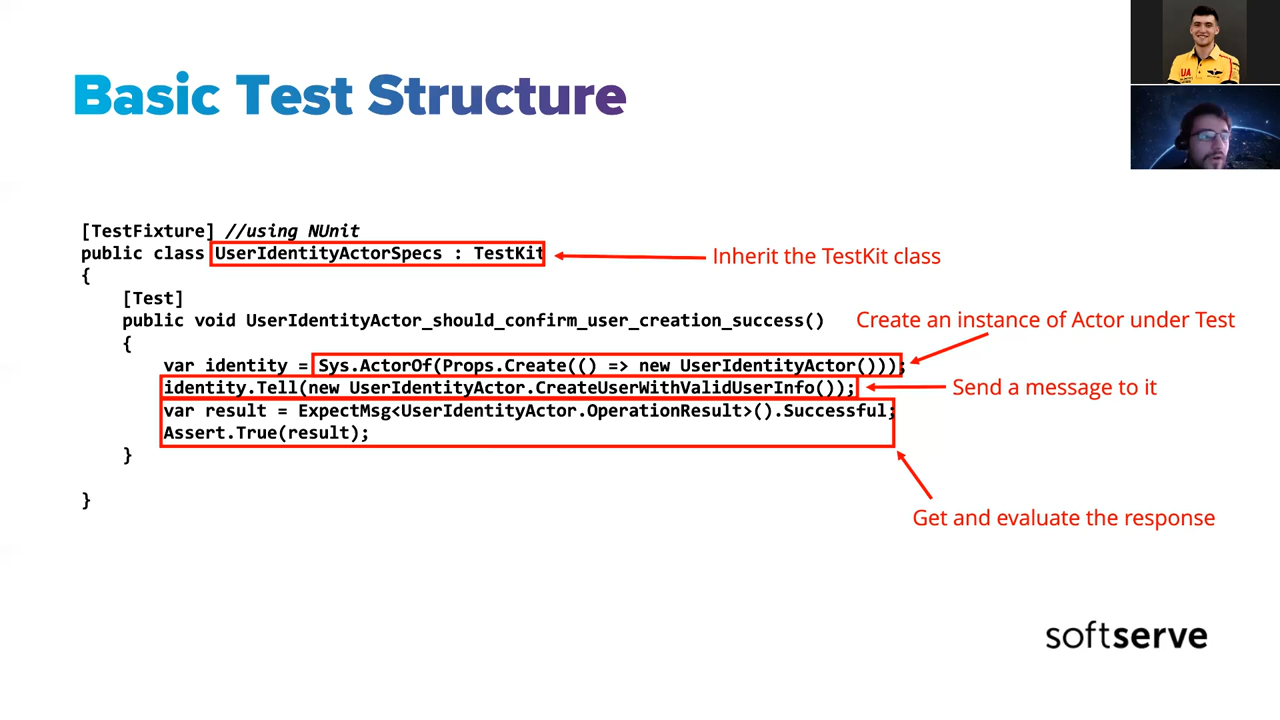 Basic Test Structure
[TestFixture] //using NUnit
public class UserIdentityActorSpecs : TestKit
Inherit the TestKit class
{
[Test]
public void UserIdentityActor_should_confirm_user_creation_success()
Create an instance of Actor under Test
{
var identity = Sys.ActorOf(Props.Create(() => new UserIdentityActor()));
identity.Tell(new UserIdentityActor.CreateUserWithValidUserInfo());
Send a message to it
var result = ExpectMsg<UserIdentityActor.OperationResult>().Successful;
Assert.True(result);
}
}
Get and evaluate the response
softserve
UA